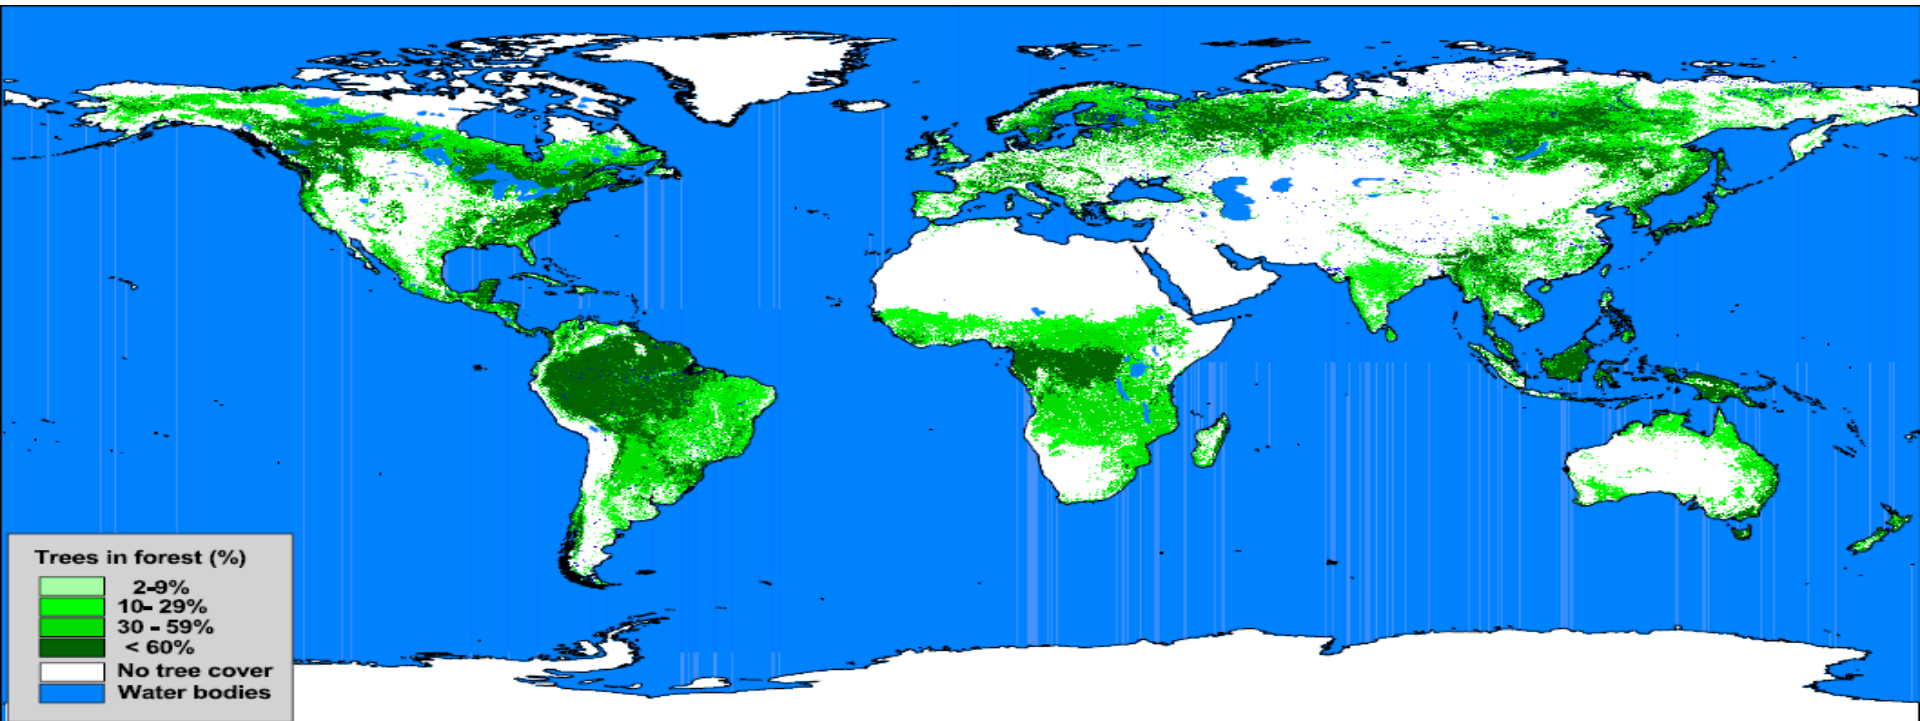 Trees in forest (%)
2-9%
10- 29%
30 - 59%
< 60%
No tree cover
Water bodies